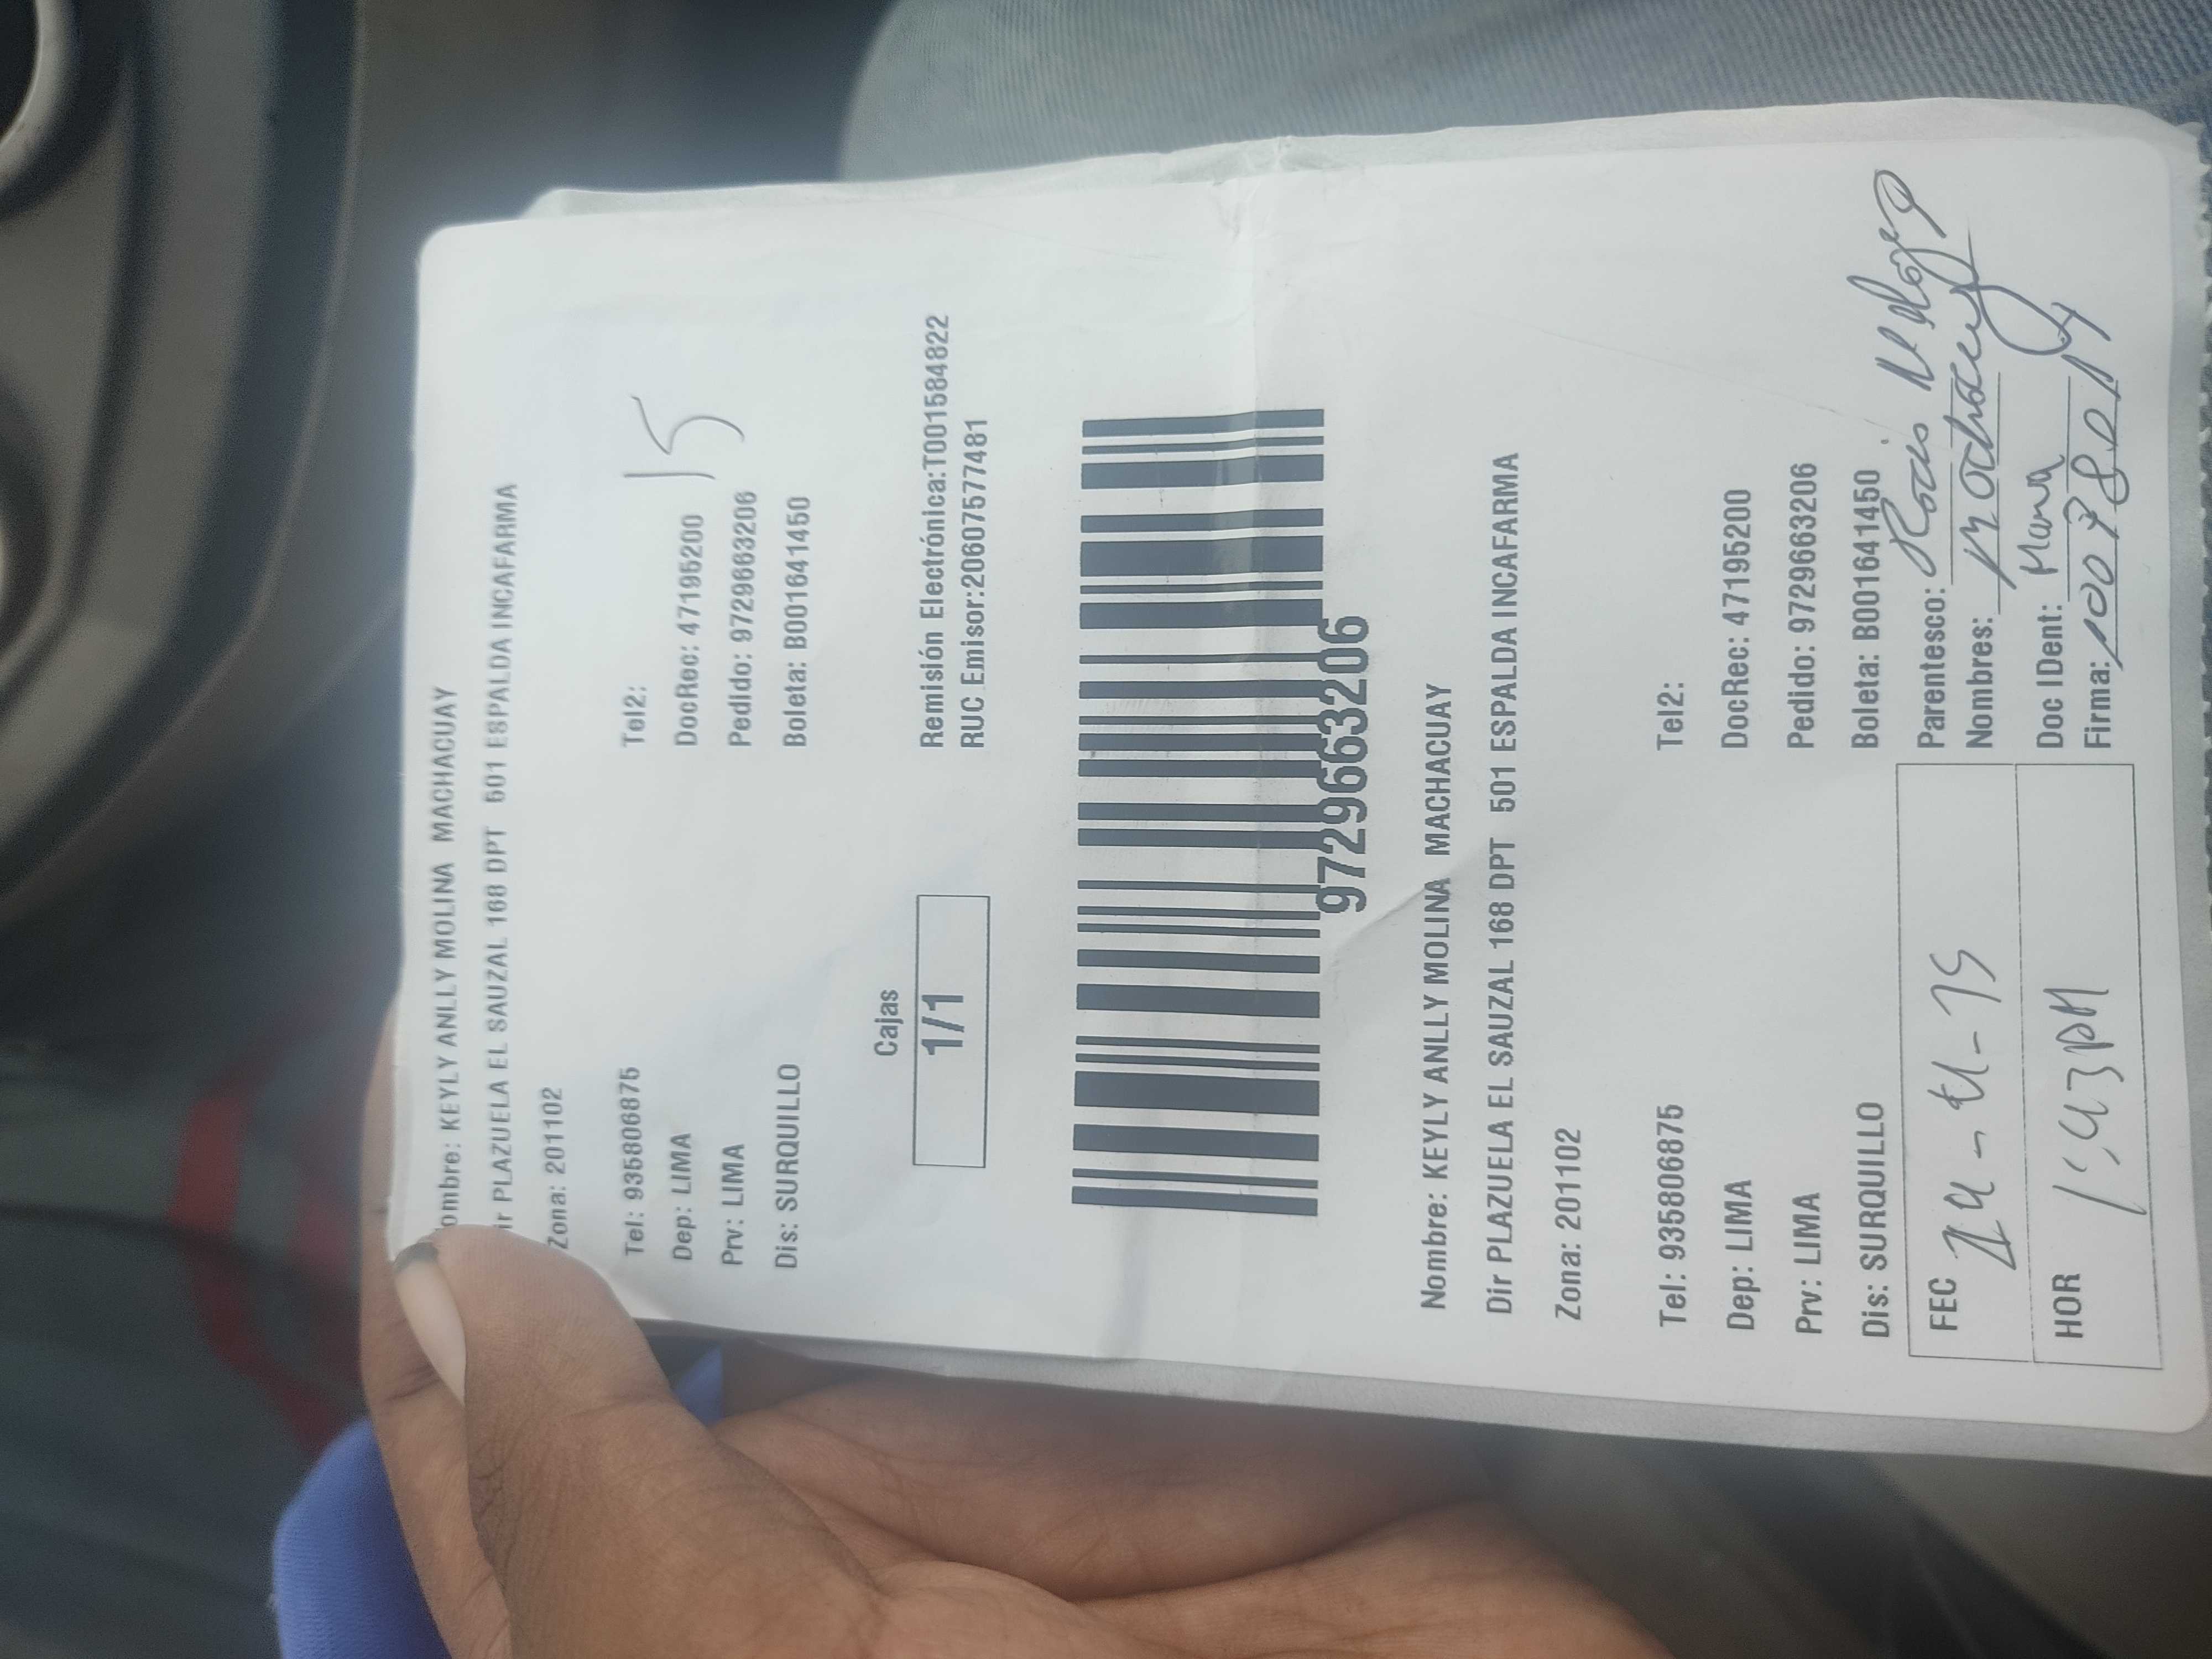 ombre: KEYLY ANLLY MOLINA MACHACUAY
ir PLAZUELA EL SAUZAL 168 DPT 501 ESPALDA INCAFARMA
Zona: 201102
Tel: 935806875 Tel2:
Dep: LIMA DocRec: 47195200
15
Prv: LIMA Pedido: 9729663206
Dis: SURQUILLO Boleta: B001641450
Cajas
1/1
Remisión Electrónica:T001584822
RUC Emisor:20607577481
9729663206
Nombre: KEYLY ANLLY MOLINA MACHACUAY
Dir PLAZUELA EL SAUZAL 168 DPT 501 ESPALDA INCAFARMA
Zona: 201102
Tel: 935806875 Tel2:
Dep: LIMA DocRec: 47195200
Prv: LIMA Pedido: 9729663206
Dis: SURQUILLO Boleta: B001641450
FEC
Parentesco:
Nombres:
HOR
Doc IDent: Mama
Firma: